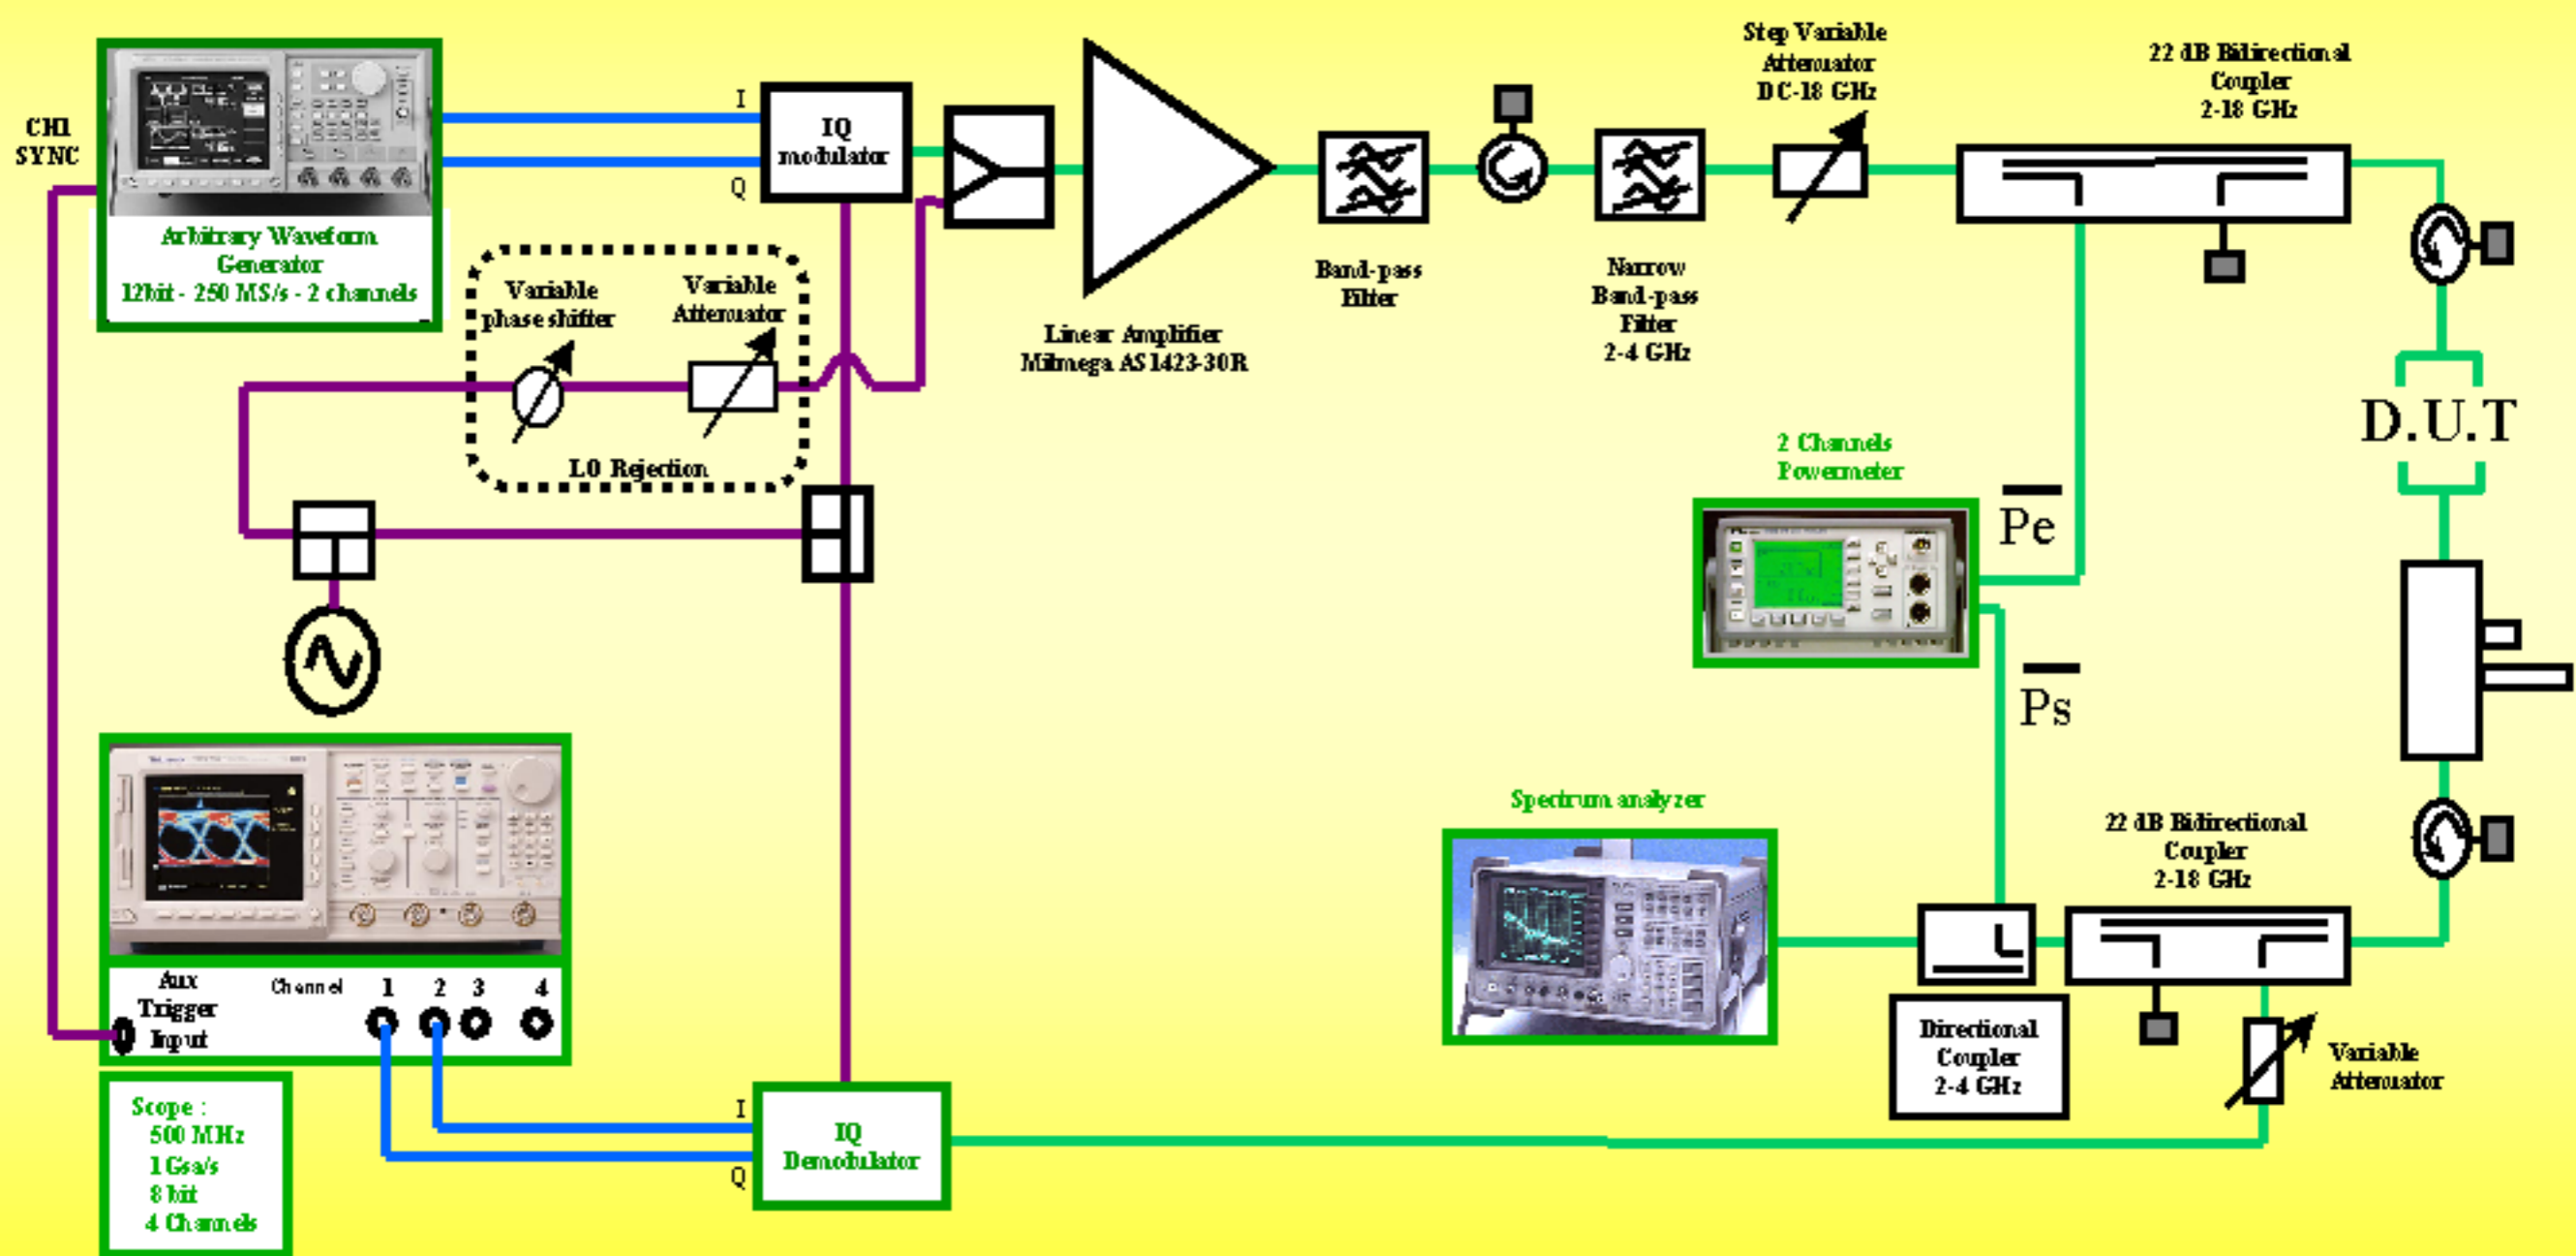 CH1
SYNC
Arbitrary Waveform
Generator
12bit - 250 MS/s - 2 channels
I
Q
IQ
modulator
Variable
phase shifter
Variable
Attenuator
LO Rejection
Linear Amplifier
Milmega AS1423-30R
Band-pass
Filter
Narrow
Band-pass
Filter
2-4 GHz
Step Variable
Attenuator
DC-18 GHz
22 dB Bidirectional
Coupler
2-18 GHz
D.U.T
2 Channels
Powermeter
Pe
Ps
Spectrum analyzer
22 dB Bidirectional
Coupler
2-18 GHz
Directional
Coupler
2-4 GHz
Variable
Attenuator
Aux
Trigger
Input
Channel 1 2 3 4
Scope :
500 MHz
1Gsa/s
8 bit
4 Channels
I
Q
IQ
Demodulator